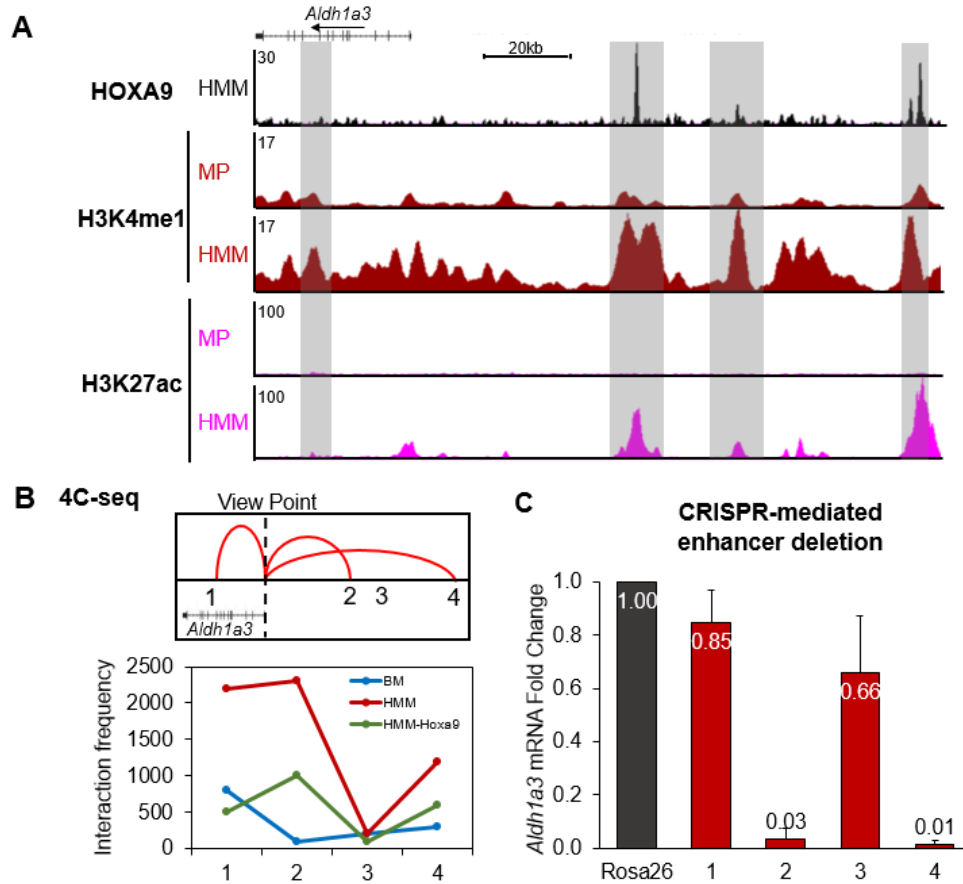 A
Aldh1a3
20kb
HOXA9
HMM
30
H3K4me1
MP
17
HMM
17
H3K27ac
MP
100
HMM
100
B 4C-seq
View Point
1 2 3 4
Aldh1a3
Interaction frequency
2500
2000
1500
1000
500
0
BM
HMM
HMM-Hoxa9
1 2 3 4
C
CRISPR-mediated
enhancer deletion
Aldh1a3 mRNA Fold Change
1.0
0.8
0.6
0.4
0.2
0.0
1.00
0.85
0.03
0.66
0.01
Rosa26 1 2 3 4